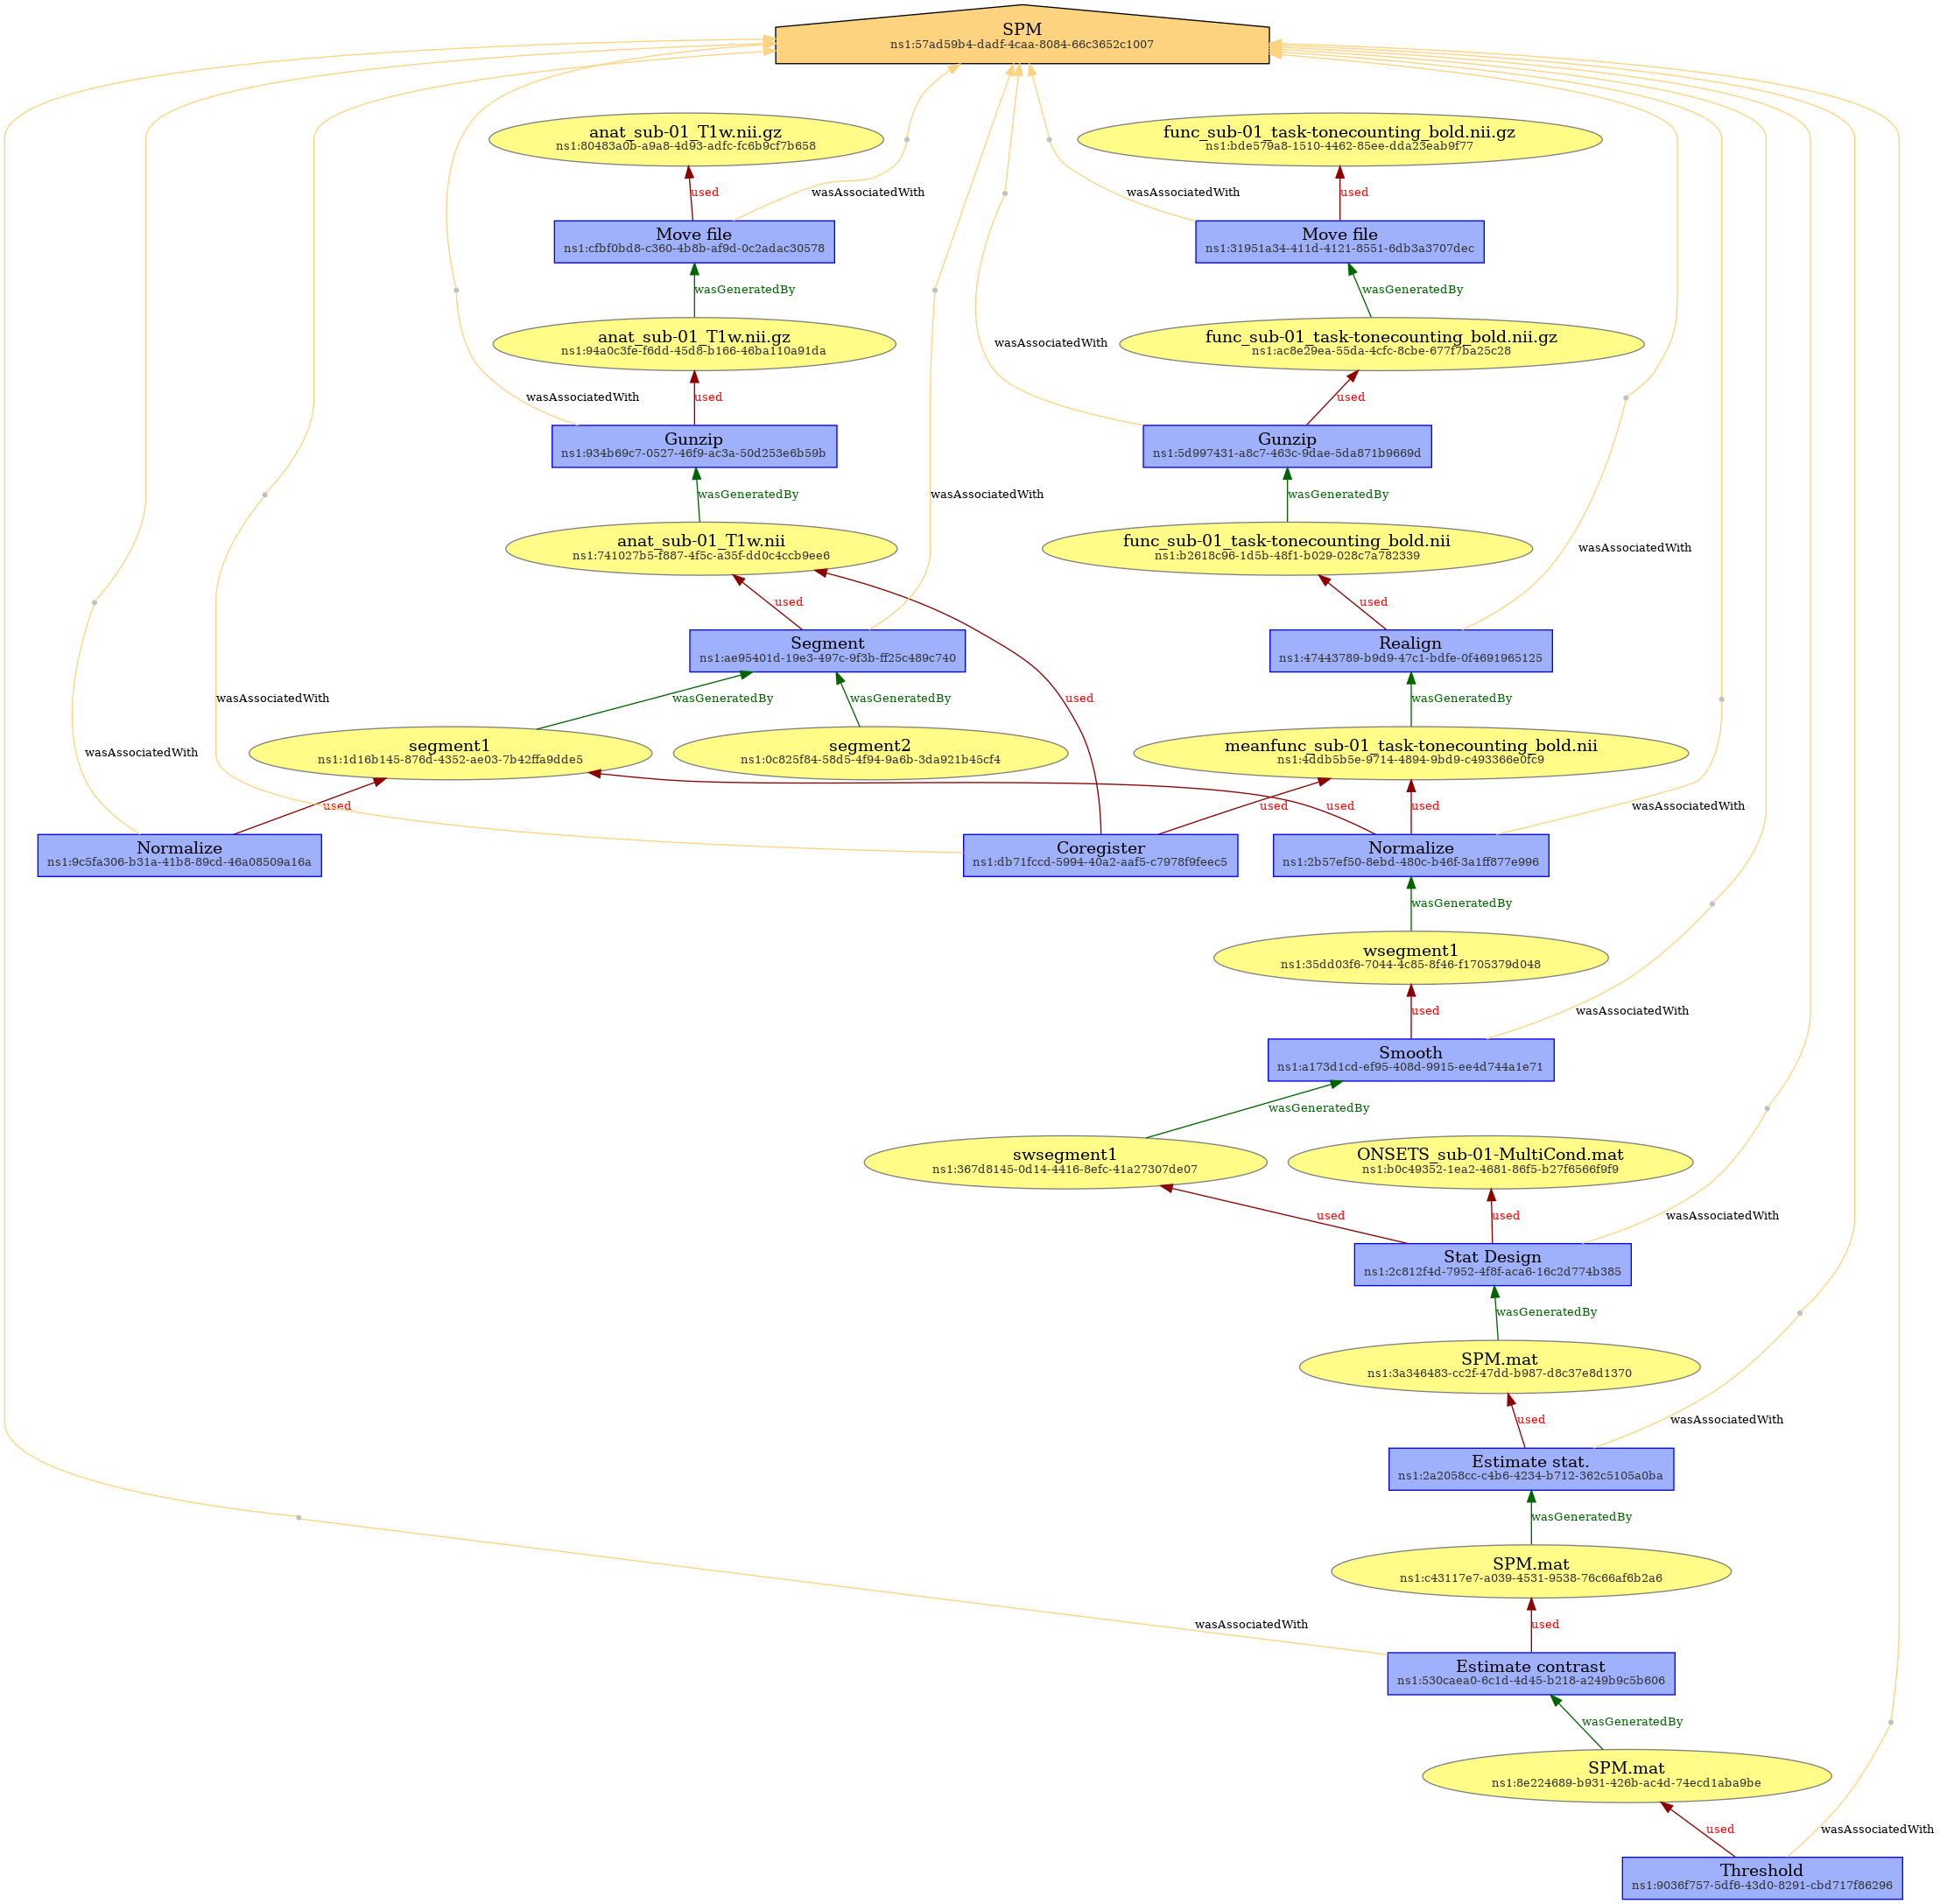 SPM
ns1:57ad59b4-dadf-4caa-8084-66c3652c1007
anat_sub-01_T1w.nii.gz
ns1:80483a0b-a9a8-4d93-adfc-fc6b9cf7b658
func_sub-01_task-tonecounting_bold.nii.gz
ns1:bde579a8-1510-4462-85ee-dda23eab9f77
used
wasAssociatedWith
wasAssociatedWith
used
Move file
ns1:cfbf0bd8-c360-4b8b-af9d-0c2adac30578
Move file
ns1:31951a34-411d-4121-8551-6db3a3707dec
wasGeneratedBy
wasGeneratedBy
anat_sub-01_T1w.nii.gz
ns1:94a0c3fe-f6dd-45d8-b166-46ba110a91da
wasAssociatedWith
func_sub-01_task-tonecounting_bold.nii.gz
ns1:ac8e29ea-55da-4cfc-8cbe-677f7ba25c28
wasAssociatedWith
used
used
Gunzip
ns1:934b69c7-0527-46f9-ac3a-50d253e6b59b
Gunzip
ns1:5d997431-a8c7-463c-9dae-5da871b9669d
wasGeneratedBy
wasAssociatedWith
wasGeneratedBy
anat_sub-01_T1w.nii
ns1:741027b5-f887-4f5c-a35f-dd0c4ccb9ee6
func_sub-01_task-tonecounting_bold.nii
ns1:b2618c96-1d5b-48f1-b029-028c7a782339
wasAssociatedWith
used
used
Segment
ns1:ae95401d-19e3-497c-9f3b-ff25c489c740
Realign
ns1:47443789-b9d9-47c1-bdfe-0f4691965125
wasAssociatedWith
wasGeneratedBy
wasGeneratedBy
used
wasGeneratedBy
wasAssociatedWith
segment1
ns1:1d16b145-876d-4352-ae03-7b42ffa9dde5
segment2
ns1:0c825f84-58d5-4f94-9a6b-3da921b45cf4
meanfunc_sub-01_task-tonecounting_bold.nii
ns1:4ddb5b5e-9714-4894-9bd9-c493366e0fc9
used
used
used
used
wasAssociatedWith
Normalize
ns1:9c5fa306-b31a-41b8-89cd-46a08509a16a
Coregister
ns1:db71fccd-5994-40a2-aaf5-c7978f9feec5
Normalize
ns1:2b57ef50-8ebd-480c-b46f-3a1ff877e996
wasGeneratedBy
wsegment1
ns1:35dd03f6-7044-4c85-8f46-f1705379d048
used
wasAssociatedWith
Smooth
ns1:a173d1cd-ef95-408d-9915-ee4d744a1e71
wasGeneratedBy
swsegment1
ns1:367d8145-0d14-4416-8efc-41a27307de07
ONSETS_sub-01-MultiCond.mat
ns1:b0c49352-1ea2-4681-86f5-b27f6566f9f9
used
used
wasAssociatedWith
Stat Design
ns1:2c812f4d-7952-4f8f-aca6-16c2d774b385
wasGeneratedBy
SPM.mat
ns1:3a346483-cc2f-47dd-b987-d8c37e8d1370
used
wasAssociatedWith
Estimate stat.
ns1:2a2058cc-c4b6-4234-b712-362c5105a0ba
wasGeneratedBy
SPM.mat
ns1:c43117e7-a039-4531-9538-76c66af6b2a6
wasAssociatedWith
used
Estimate contrast
ns1:530caea0-6c1d-4d45-b218-a249b9c5b606
wasGeneratedBy
SPM.mat
ns1:8e224689-b931-426b-ac4d-74ecd1aba9be
used
wasAssociatedWith
Threshold
ns1:9036f757-5df6-43d0-8291-cbd717f86296